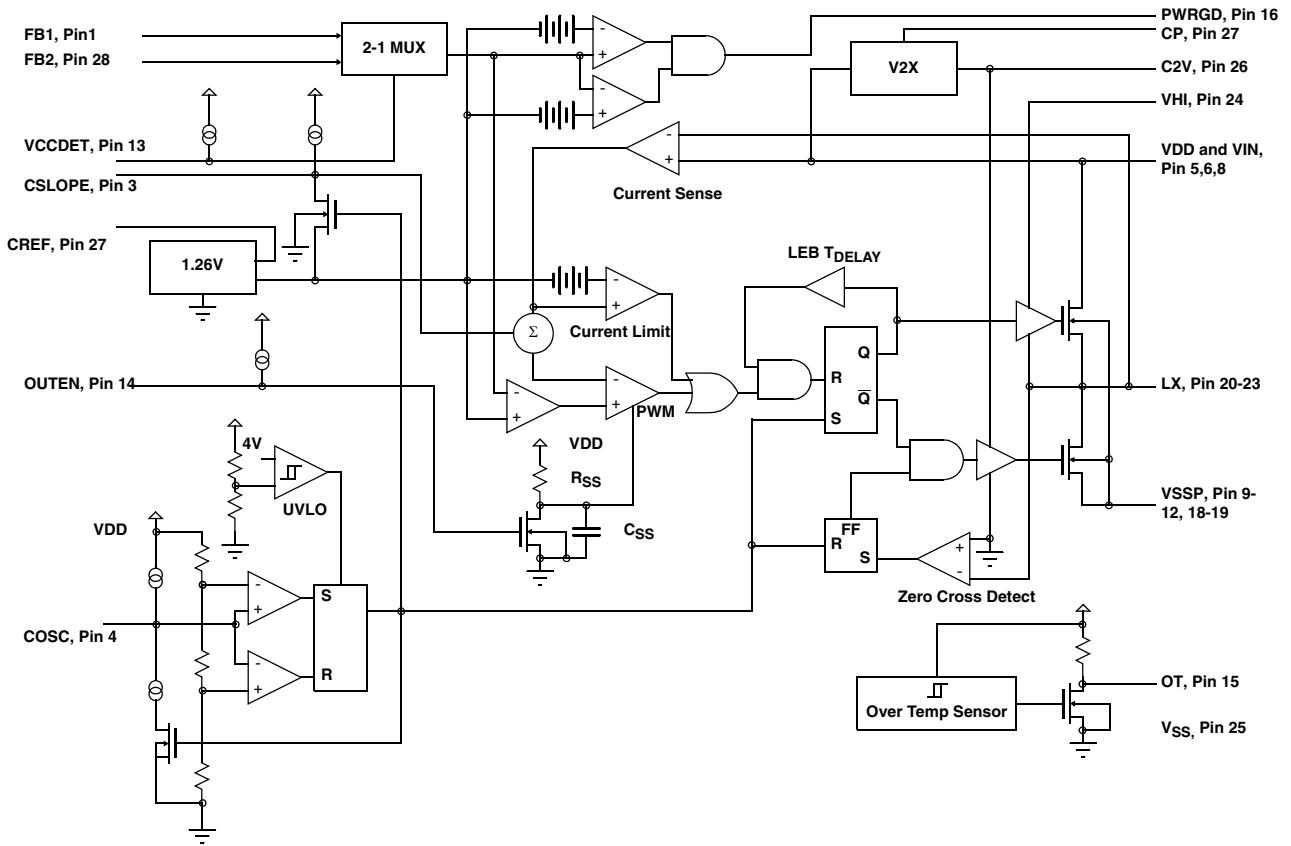 FB1, Pin1
FB2, Pin 28
2-1 MUX
PWRGD, Pin 16
CP, Pin 27
V2X
C2V, Pin 26
VHI, Pin 24
VCCDET, Pin 13
CSLOPE, Pin 3
- +
- +
- +
Current Sense
VDD and VIN,
Pin 5,6,8
CREF, Pin 27
1.26V
LEB TDELAY
- +
Current Limit
Σ
OUTEN, Pin 14
- +
- +
PWM
Q
R
Q
S
LX, Pin 20-23
4V
UVLO
VDD
RSS
CSS
VSSP, Pin 9-
12, 18-19
VDD
FF
R
S
+ -
Zero Cross Detect
- +
S
COSC, Pin 4
- +
R
Over Temp Sensor
OT, Pin 15
VSS, Pin 25